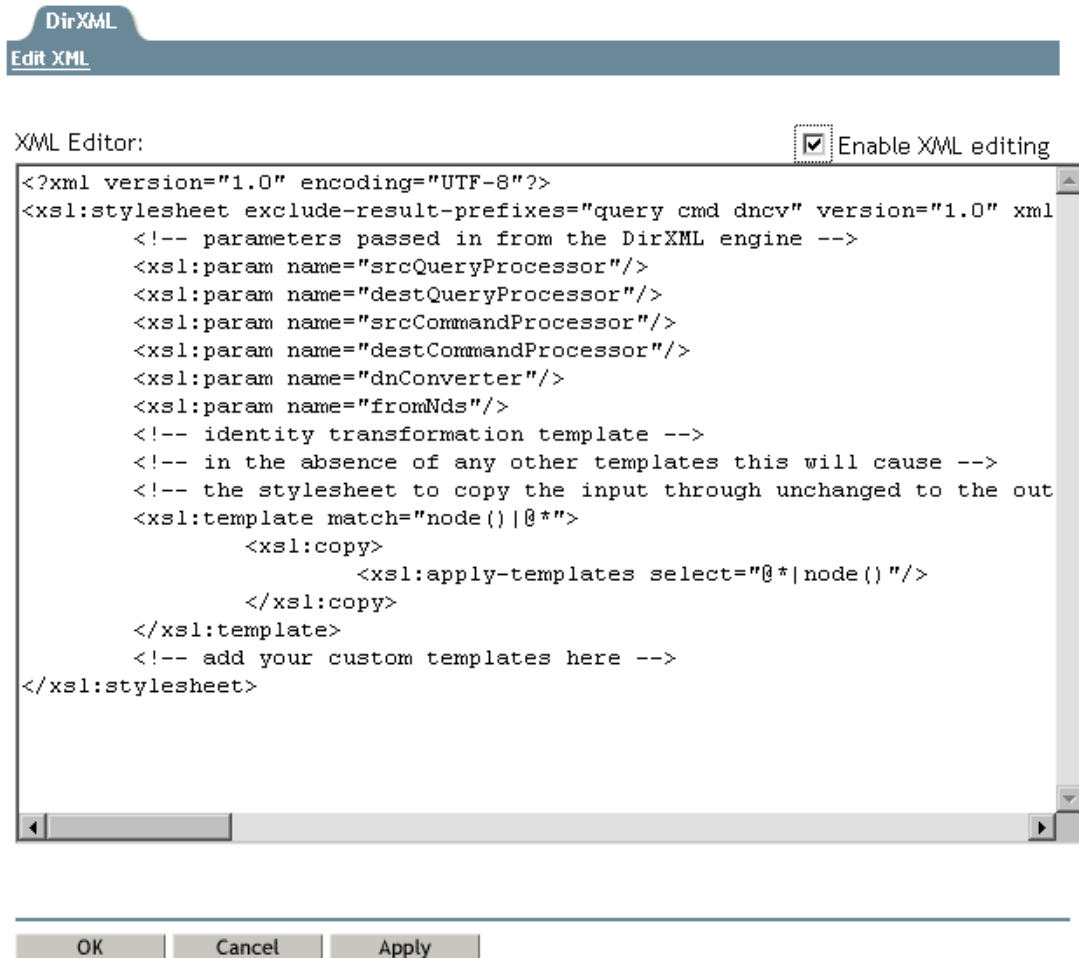 DirXML
Edit XML
XML Editor:
Enable XML editing
<?xml version="1.0" encoding="UTF-8"?>
<xsl:stylesheet exclude-result-prefixes="query cmd dncv" version="1.0" xml
<!-- parameters passed in from the DirXML engine -->
<xsl:param name="srcQueryProcessor"/>
<xsl:param name="destQueryProcessor"/>
<xsl:param name="srcCommandProcessor"/>
<xsl:param name="destCommandProcessor"/>
<xsl:param name="dnConverter"/>
<xsl:param name="fromNds"/>
<!-- identity transformation template -->
<!-- in the absence of any other templates this will cause -->
<!-- the stylesheet to copy the input through unchanged to the out
<xsl:template match="node()|@*">
<xsl:copy>
<xsl:apply-templates select="@*|node()"/>
</xsl:copy>
</xsl:template>
<!-- add your custom templates here -->
</xsl:stylesheet>
OK Cancel Apply